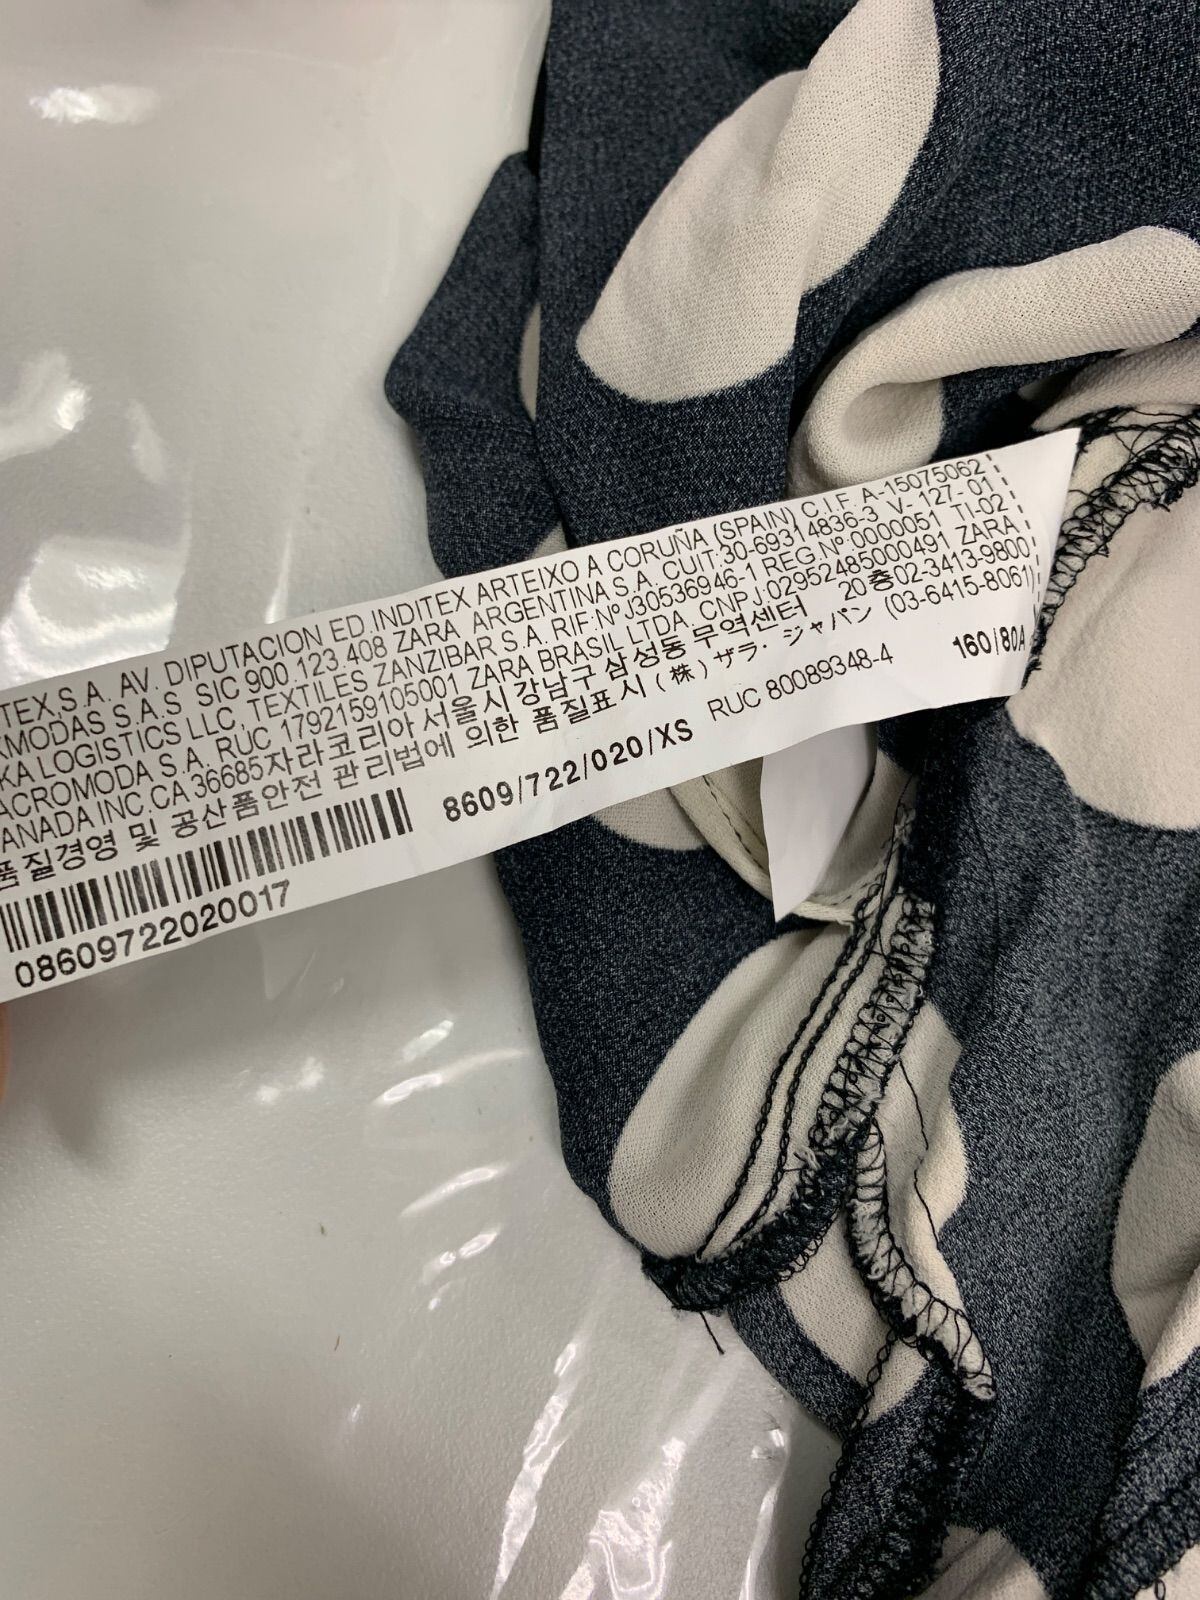 TEX,S.A. AV. DIPUTACION ED.INDITEX ARTEIXO A CORUÑA (SPAIN) C.I.F. A-15075062
KMODAS S.A.S SIC 900.123.408 ZARA ARGENTINA S.A. CUIT:30-69314836-3 V-127-01
KA LOGISTICS LLC, TEXTILES ZANZIBAR S.A. RIF:NºJ30536946-1 REG.Nº:0000051 TI-02
ACROMODA S.A. RUC 1792159105001 ZARA BRASIL LTDA. CNPJ:02952485000491 ZARA
ANADA INC.CA 36685자라코리아 서울시 강남구 삼성동 무역센터 20층02-3413-9800
품질경영 및 공산품안전 관리법에 의한 품질표시 (株) ザラ・ジャパン (03-6415-8061)
8609/722/020/XS RUC 80089348-4 160/80A
08609722020017